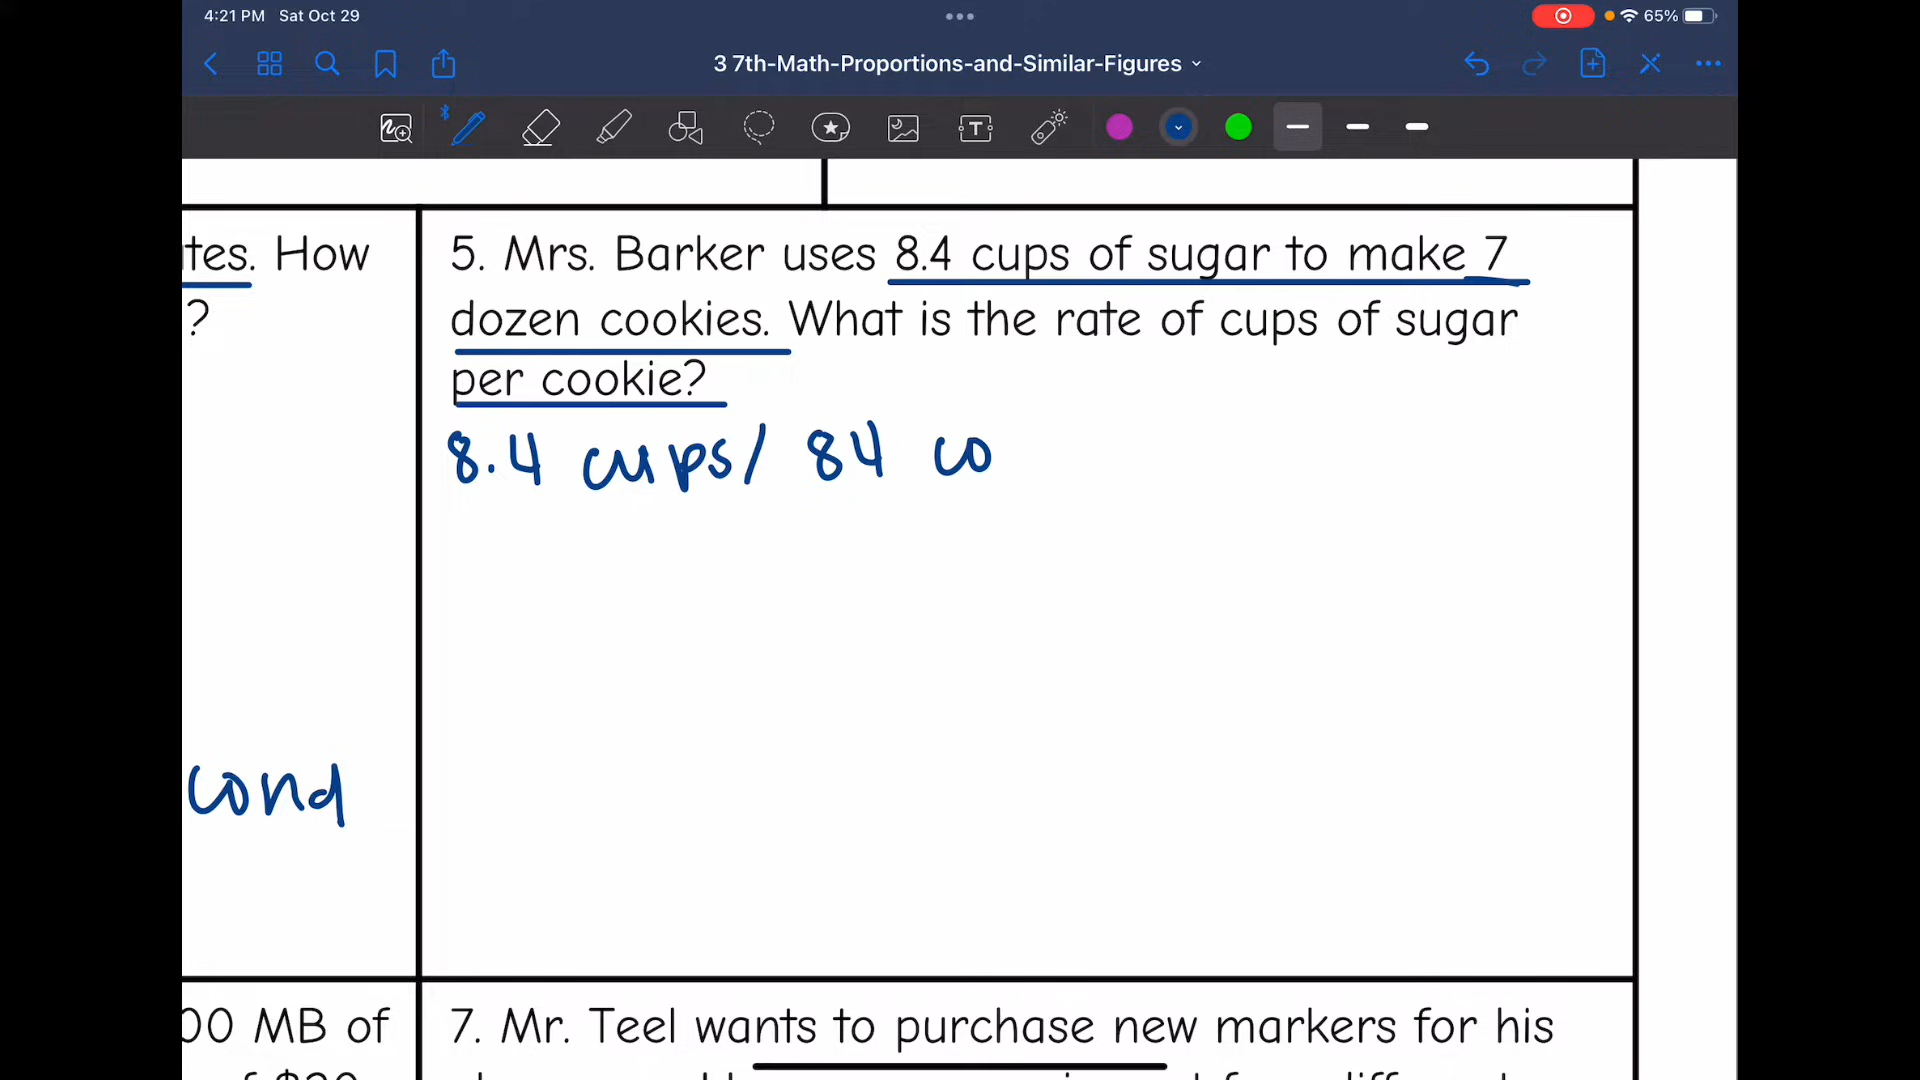 4:21 PM Sat Oct 29
65%
3 7th-Math-Proportions-and-Similar-Figures
tes. How
?
cond
00 MB of
5. Mrs. Barker uses 8.4 cups of sugar to make 7
dozen cookies. What is the rate of cups of sugar
per cookie?
8.4 cups/ 84 co
7. Mr. Teel wants to purchase new markers for his